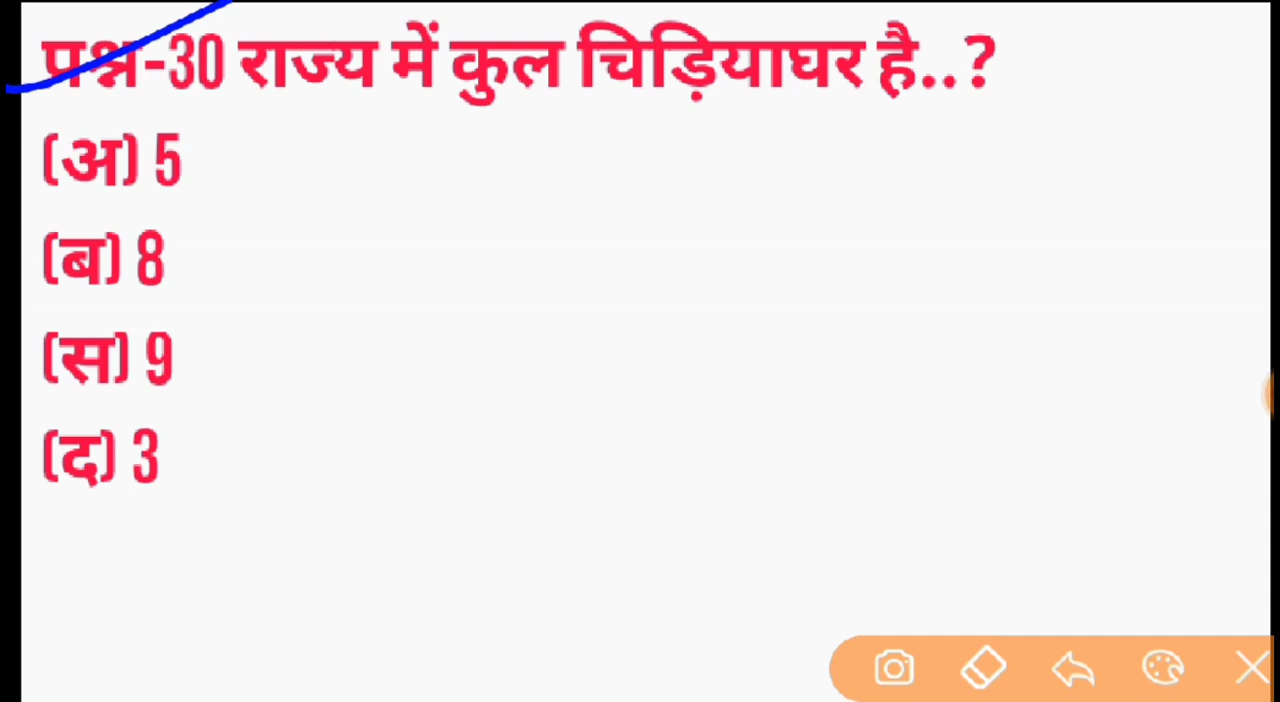 प्रश्न-30 राज्य में कुल चिड़ियाघर है..?
(अ) 5
(ब) 8
(स) 9
(द) 3